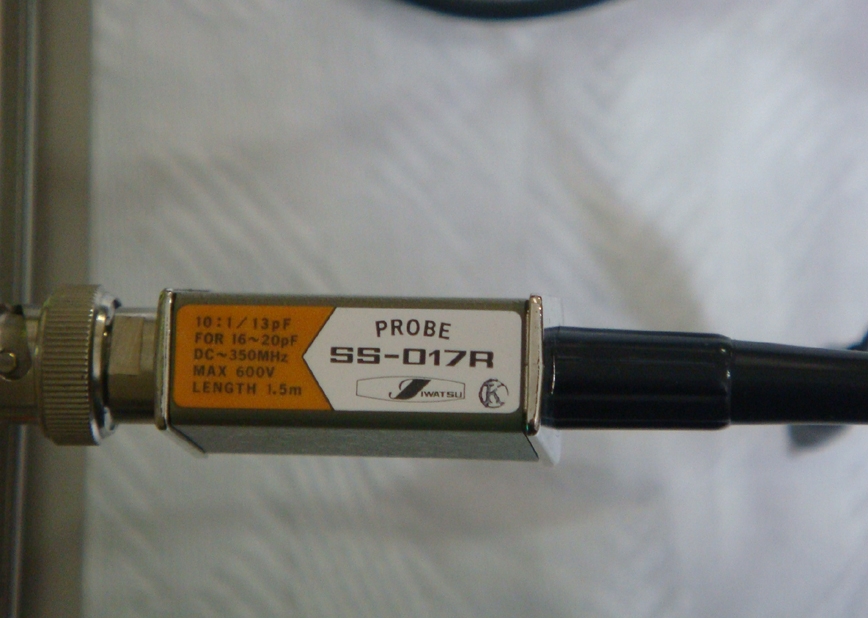 10:1/13pF
FOR 16~20pF
DC~350MHz
MAX 600V
LENGTH 1.5m
PROBE
SS-017R
IWATSU
K